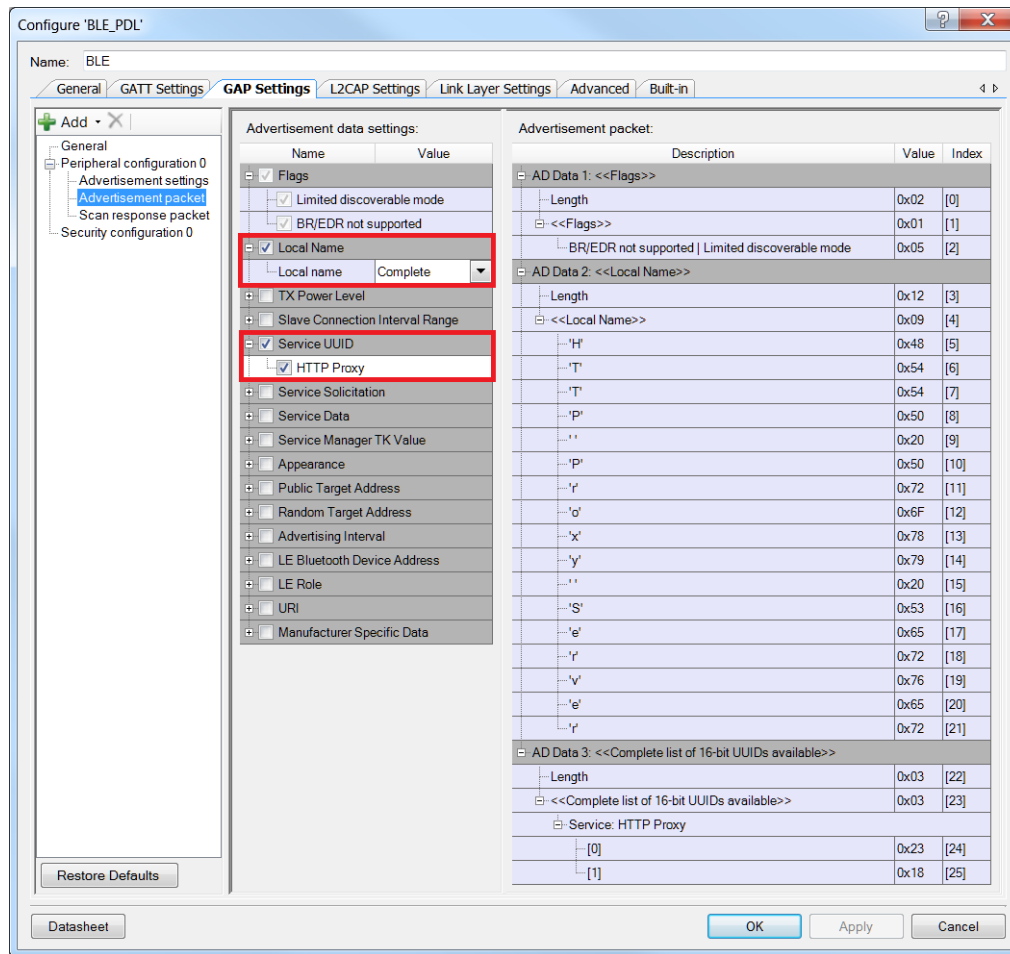 Configure 'BLE_PDL'
Name: BLE
General GATT Settings GAP Settings L2CAP Settings Link Layer Settings Advanced Built-in
Add
General
Peripheral configuration 0
Advertisement settings
Advertisement packet
Scan response packet
Security configuration 0
Restore Defaults
Advertisement data settings:
Name Value
Flags
Limited discoverable mode
BR/EDR not supported
Local Name
Local name Complete
TX Power Level
Slave Connection Interval Range
Service UUID
HTTP Proxy
Service Solicitation
Service Data
Service Manager TK Value
Appearance
Public Target Address
Random Target Address
Advertising Interval
LE Bluetooth Device Address
LE Role
URI
Manufacturer Specific Data
Advertisement packet:
Description Value Index
AD Data 1: <<Flags>>
Length 0x02 [0]
<<Flags>> 0x01 [1]
BR/EDR not supported | Limited discoverable mode 0x05 [2]
AD Data 2: <<Local Name>>
Length 0x12 [3]
<<Local Name>> 0x09 [4]
'H' 0x48 [5]
'T' 0x54 [6]
'T' 0x54 [7]
'P' 0x50 [8]
' ' 0x20 [9]
'P' 0x50 [10]
'r' 0x72 [11]
'o' 0x6F [12]
'x' 0x78 [13]
'y' 0x79 [14]
' ' 0x20 [15]
'S' 0x53 [16]
'e' 0x65 [17]
'r' 0x72 [18]
'v' 0x76 [19]
'e' 0x65 [20]
'r' 0x72 [21]
AD Data 3: <<Complete list of 16-bit UUIDs available>>
Length 0x03 [22]
<<Complete list of 16-bit UUIDs available>> 0x03 [23]
Service: HTTP Proxy
[0] 0x23 [24]
[1] 0x18 [25]
Datasheet OK Apply Cancel